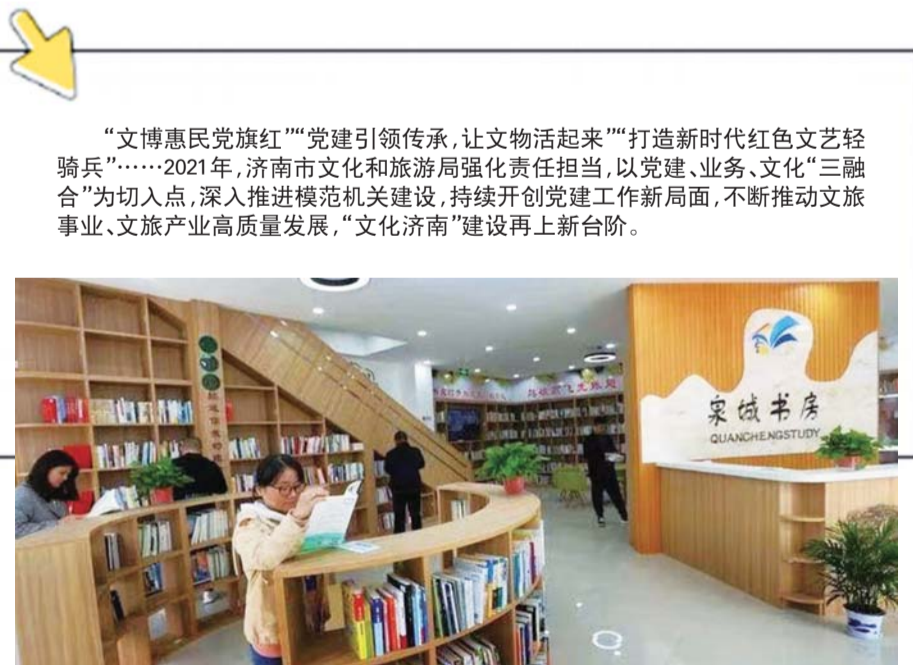 “文博惠民党旗红”“党建引领传承，让文物活起来”“打造新时代红色文艺轻
骑兵”……2021年，济南市文化和旅游局强化责任担当，以党建、业务、文化“三融
合”为切入点，深入推进模范机关建设，持续开创党建工作新局面，不断推动文旅
事业、文旅产业高质量发展，“文化济南”建设再上新台阶。
泉城书房
QUANCHENGSTUDY